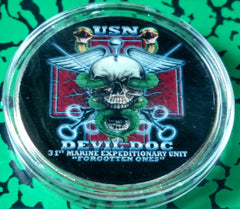 USN
DEVIL DOC
31ST MARINE EXPEDITIONARY UNIT
"FORGOTTEN ONES"